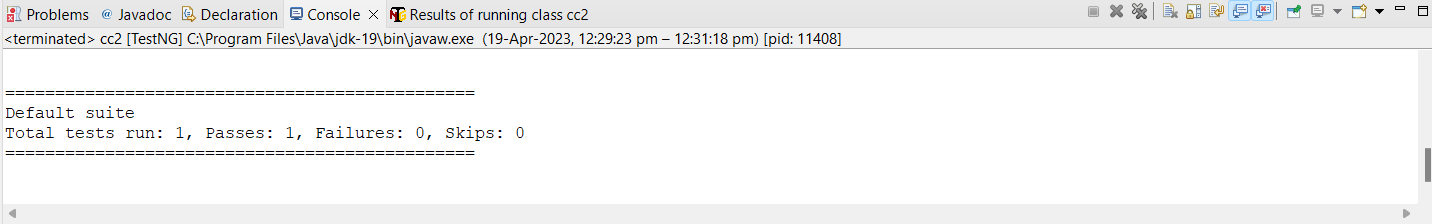 Problems @ Javadoc Declaration Console Results of running class cc2
<terminated> cc2 [TestNG] C:\Program Files\Java\jdk-19\bin\javaw.exe (19-Apr-2023, 12:29:23 pm – 12:31:18 pm) [pid: 11408]
===============================================
Default suite
Total tests run: 1, Passes: 1, Failures: 0, Skips: 0
===============================================